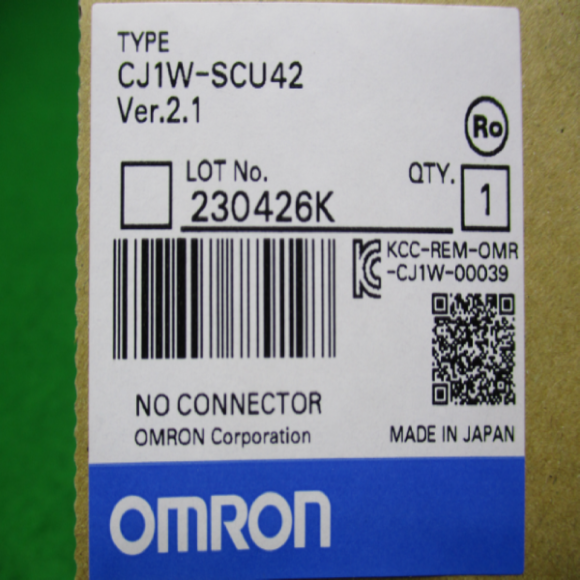 TYPE
CJ1W-SCU42
Ver.2.1
Ro
LOT No.
230426K
QTY.
1
KCC-REM-OMR
-CJ1W-00039
NO CONNECTOR
OMRON Corporation
MADE IN JAPAN
OMRON